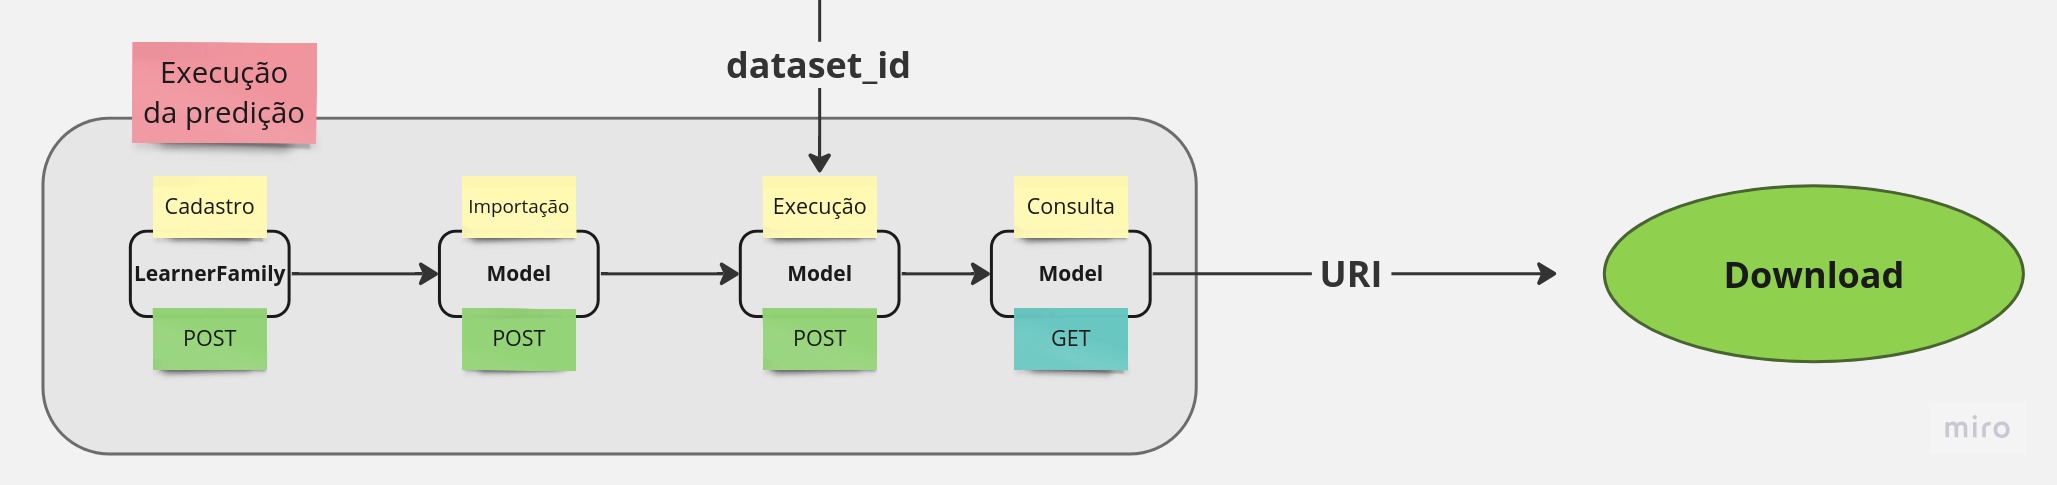 dataset_id
Execução
da predição
Cadastro
LearnerFamily
POST
Importação
Model
POST
Execução
Model
POST
Consulta
Model
GET
URI
Download
miro